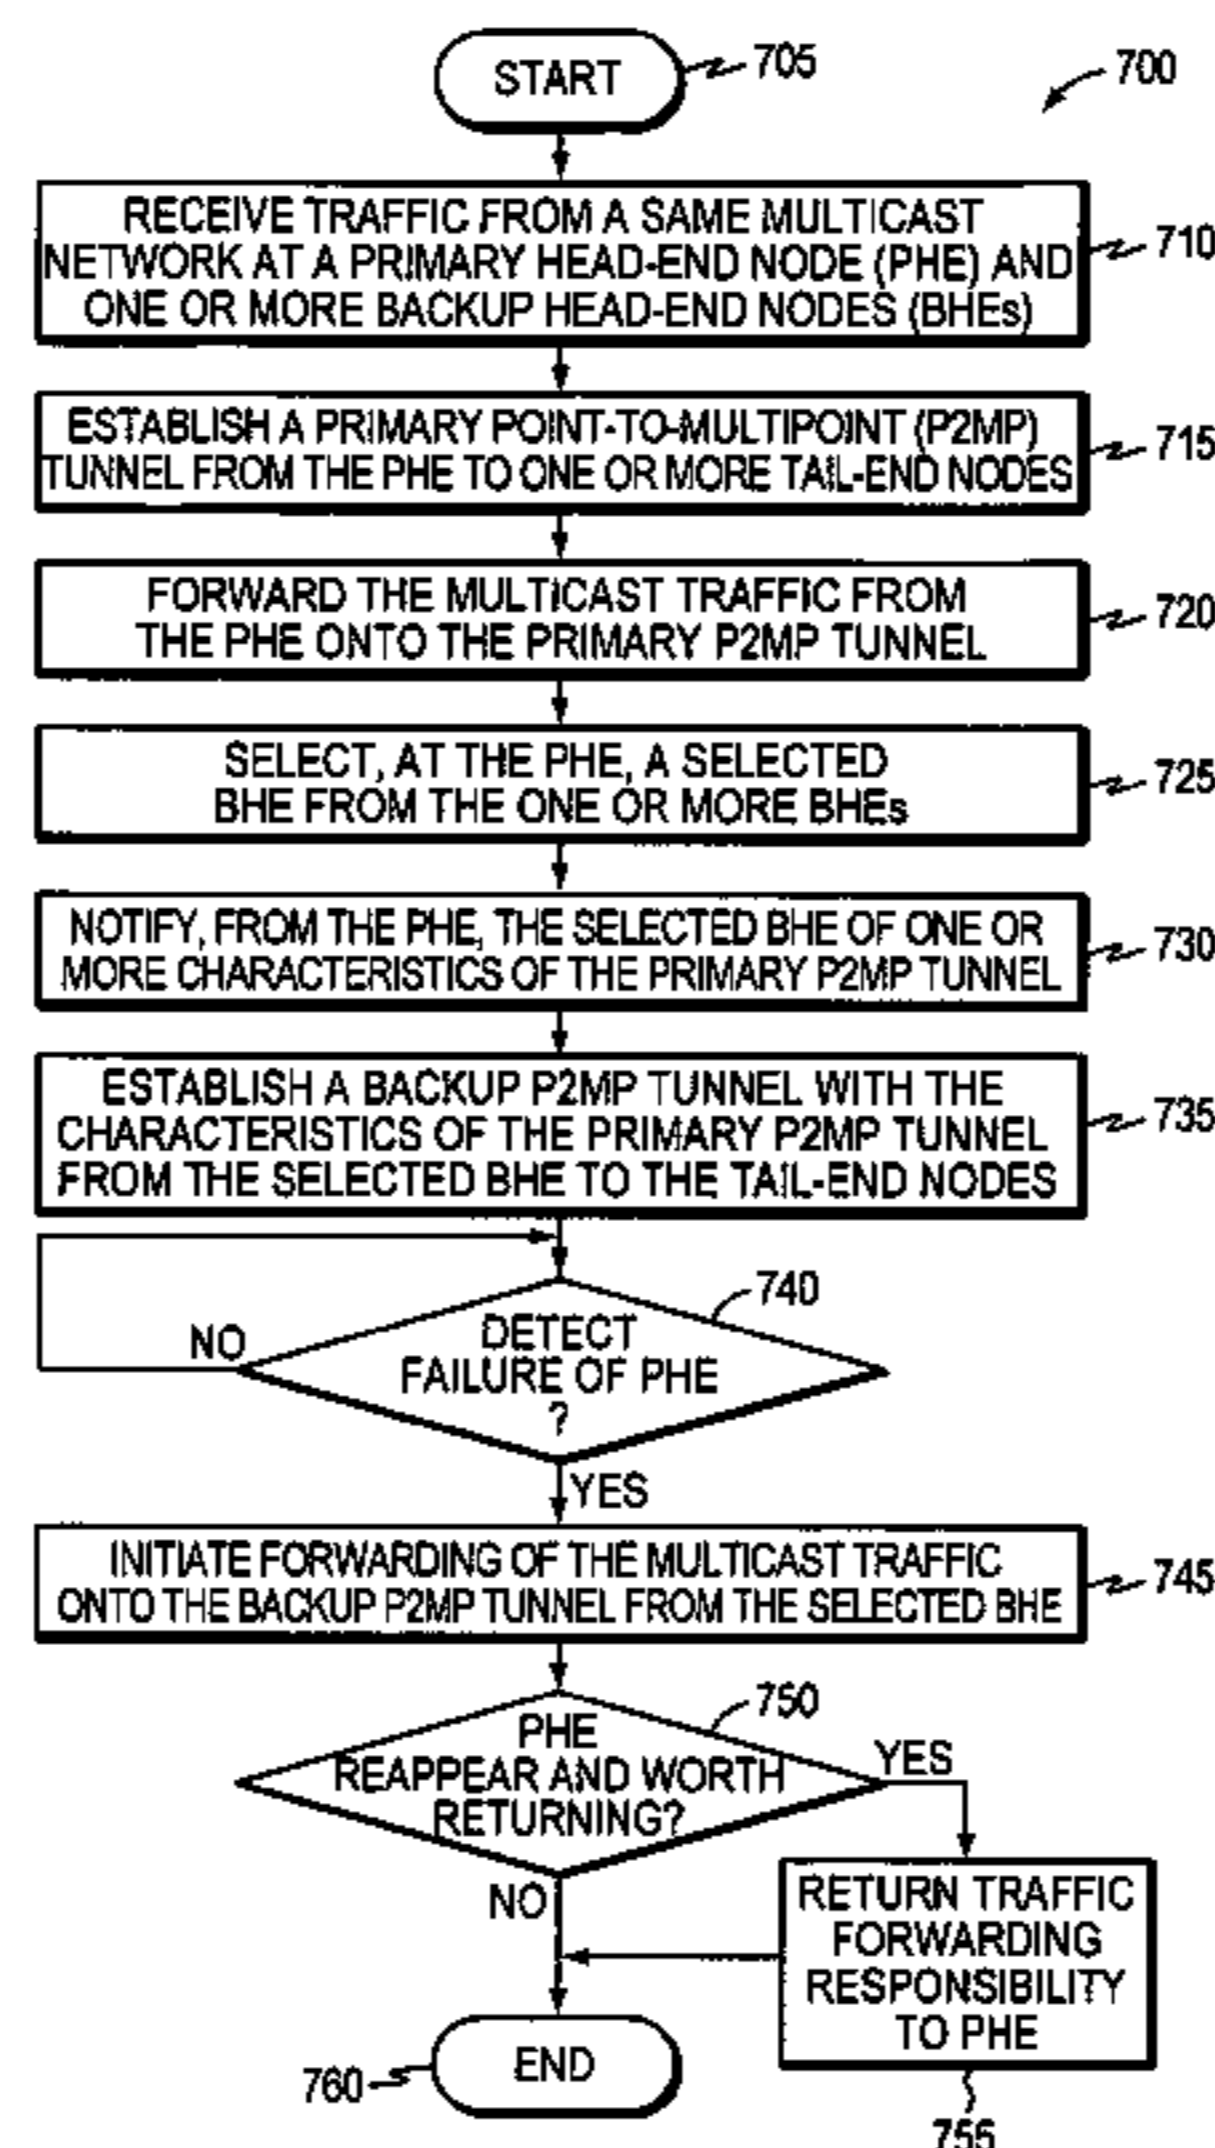 START
705
700
RECEIVE TRAFFIC FROM A SAME MULTICAST
NETWORK AT A PRIMARY HEAD-END NODE (PHE) AND
ONE OR MORE BACKUP HEAD-END NODES (BHEs)
710
ESTABLISH A PRIMARY POINT-TO-MULTIPOINT (P2MP)
TUNNEL FROM THE PHE TO ONE OR MORE TAIL-END NODES
715
FORWARD THE MULTICAST TRAFFIC FROM
THE PHE ONTO THE PRIMARY P2MP TUNNEL
720
SELECT, AT THE PHE, A SELECTED
BHE FROM THE ONE OR MORE BHEs
725
NOTIFY, FROM THE PHE, THE SELECTED BHE OF ONE OR
MORE CHARACTERISTICS OF THE PRIMARY P2MP TUNNEL
730
ESTABLISH A BACKUP P2MP TUNNEL WITH THE
CHARACTERISTICS OF THE PRIMARY P2MP TUNNEL
FROM THE SELECTED BHE TO THE TAIL-END NODES
735
740
DETECT
FAILURE OF PHE
?
NO
YES
INITIATE FORWARDING OF THE MULTICAST TRAFFIC
ONTO THE BACKUP P2MP TUNNEL FROM THE SELECTED BHE
745
750
PHE
REAPPEAR AND WORTH
RETURNING?
YES
NO
RETURN TRAFFIC
FORWARDING
RESPONSIBILITY
TO PHE
755
END
760